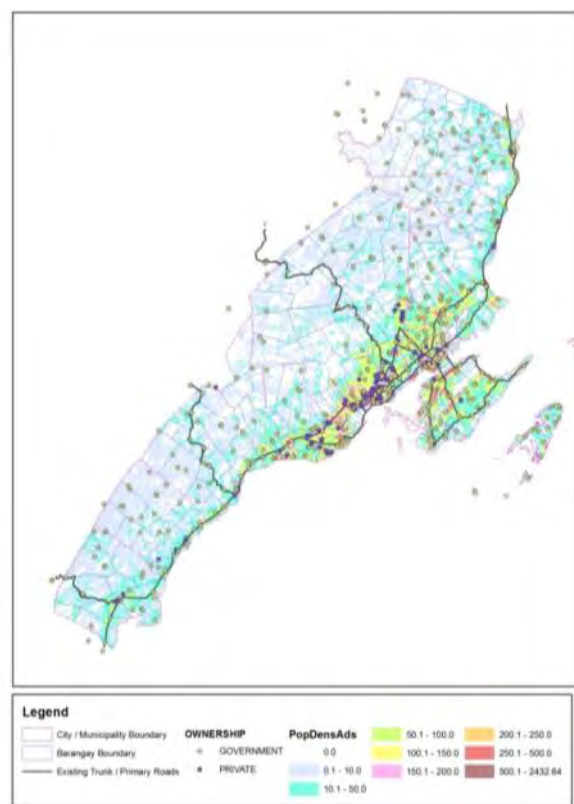 Legend
City / Municipality Boundary
Barangay Boundary
Existing Trunk / Primary Roads
OWNERSHIP
GOVERNMENT
PRIVATE
PopDensAds
0.0
0.1 - 10.0
10.1 - 50.0
50.1 - 100.0
100.1 - 150.0
150.1 - 200.0
200.1 - 250.0
250.1 - 500.0
500.1 - 2432.64